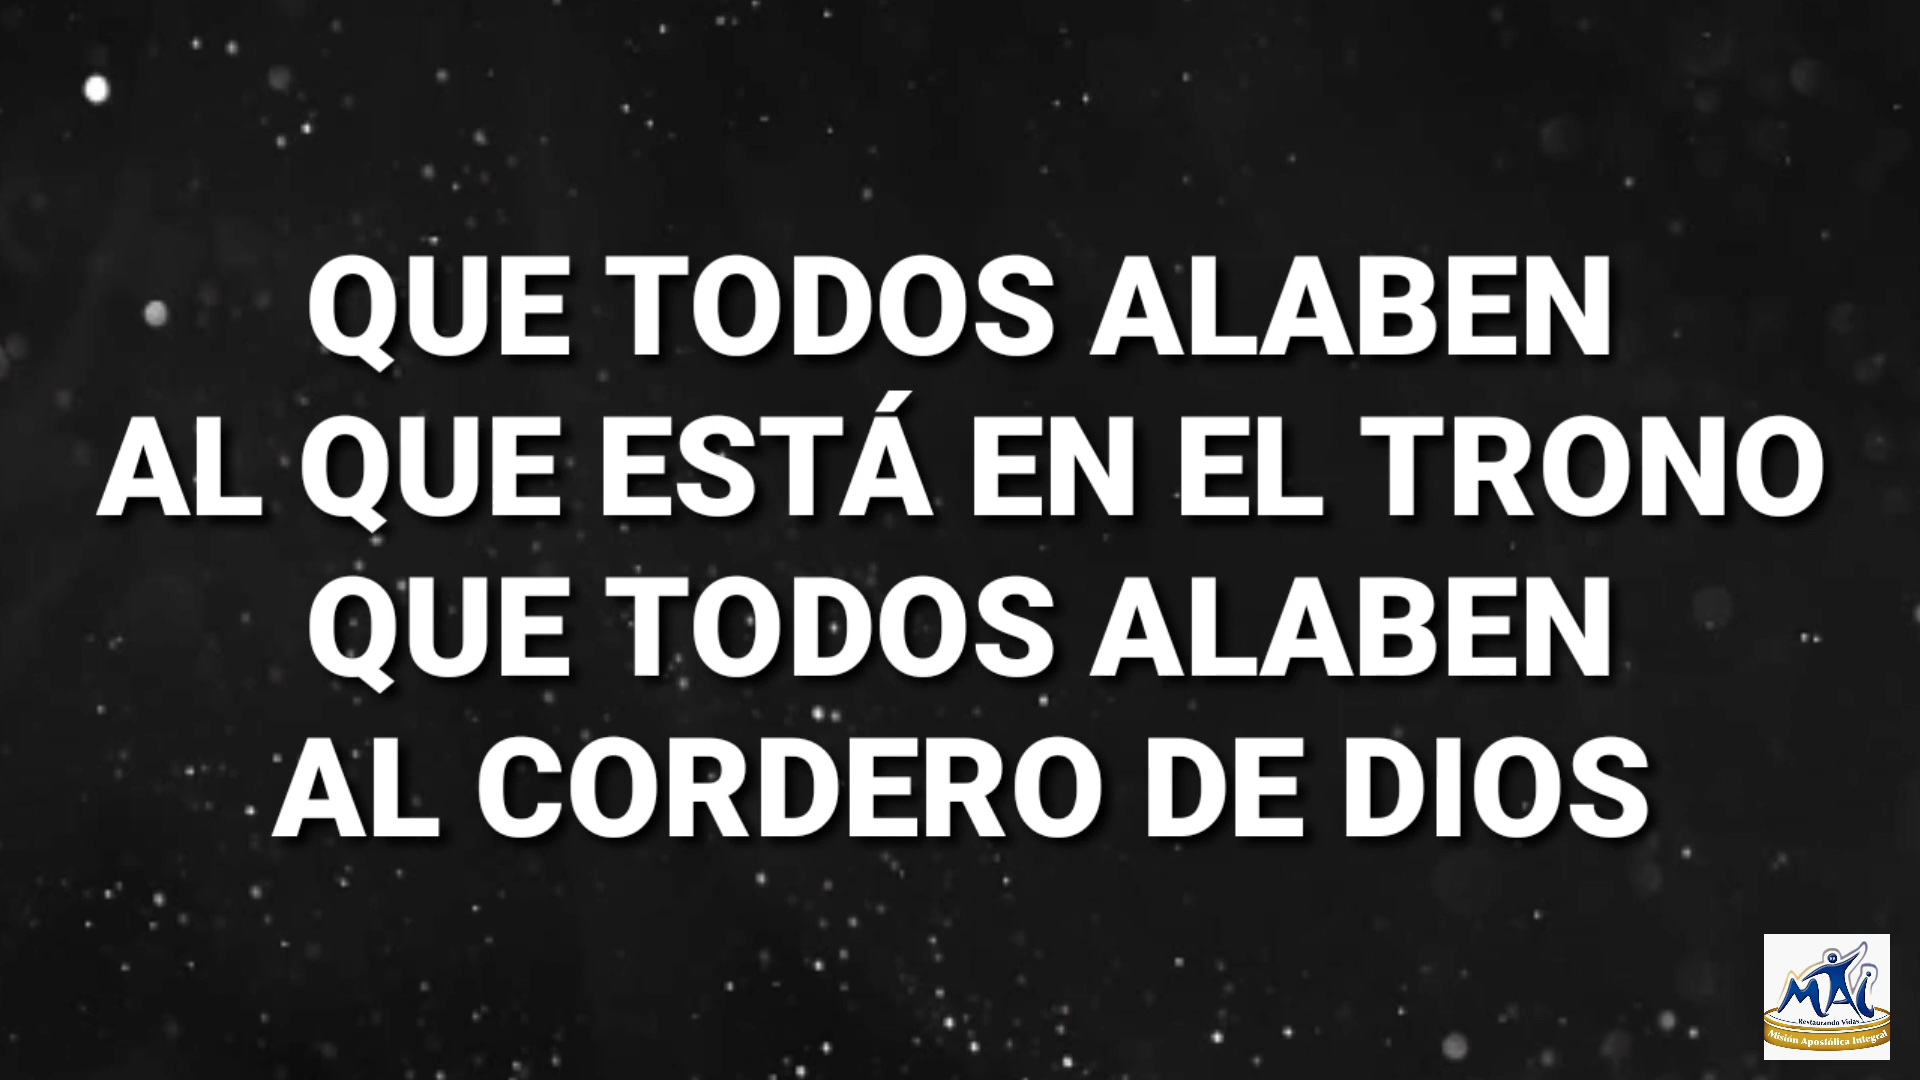 QUE TODOS ALABEN
AL QUE ESTÁ EN EL TRONO
QUE TODOS ALABEN
AL CORDERO DE DIOS
MAi
Restaurando Vidas
Misión Apostólica Integral